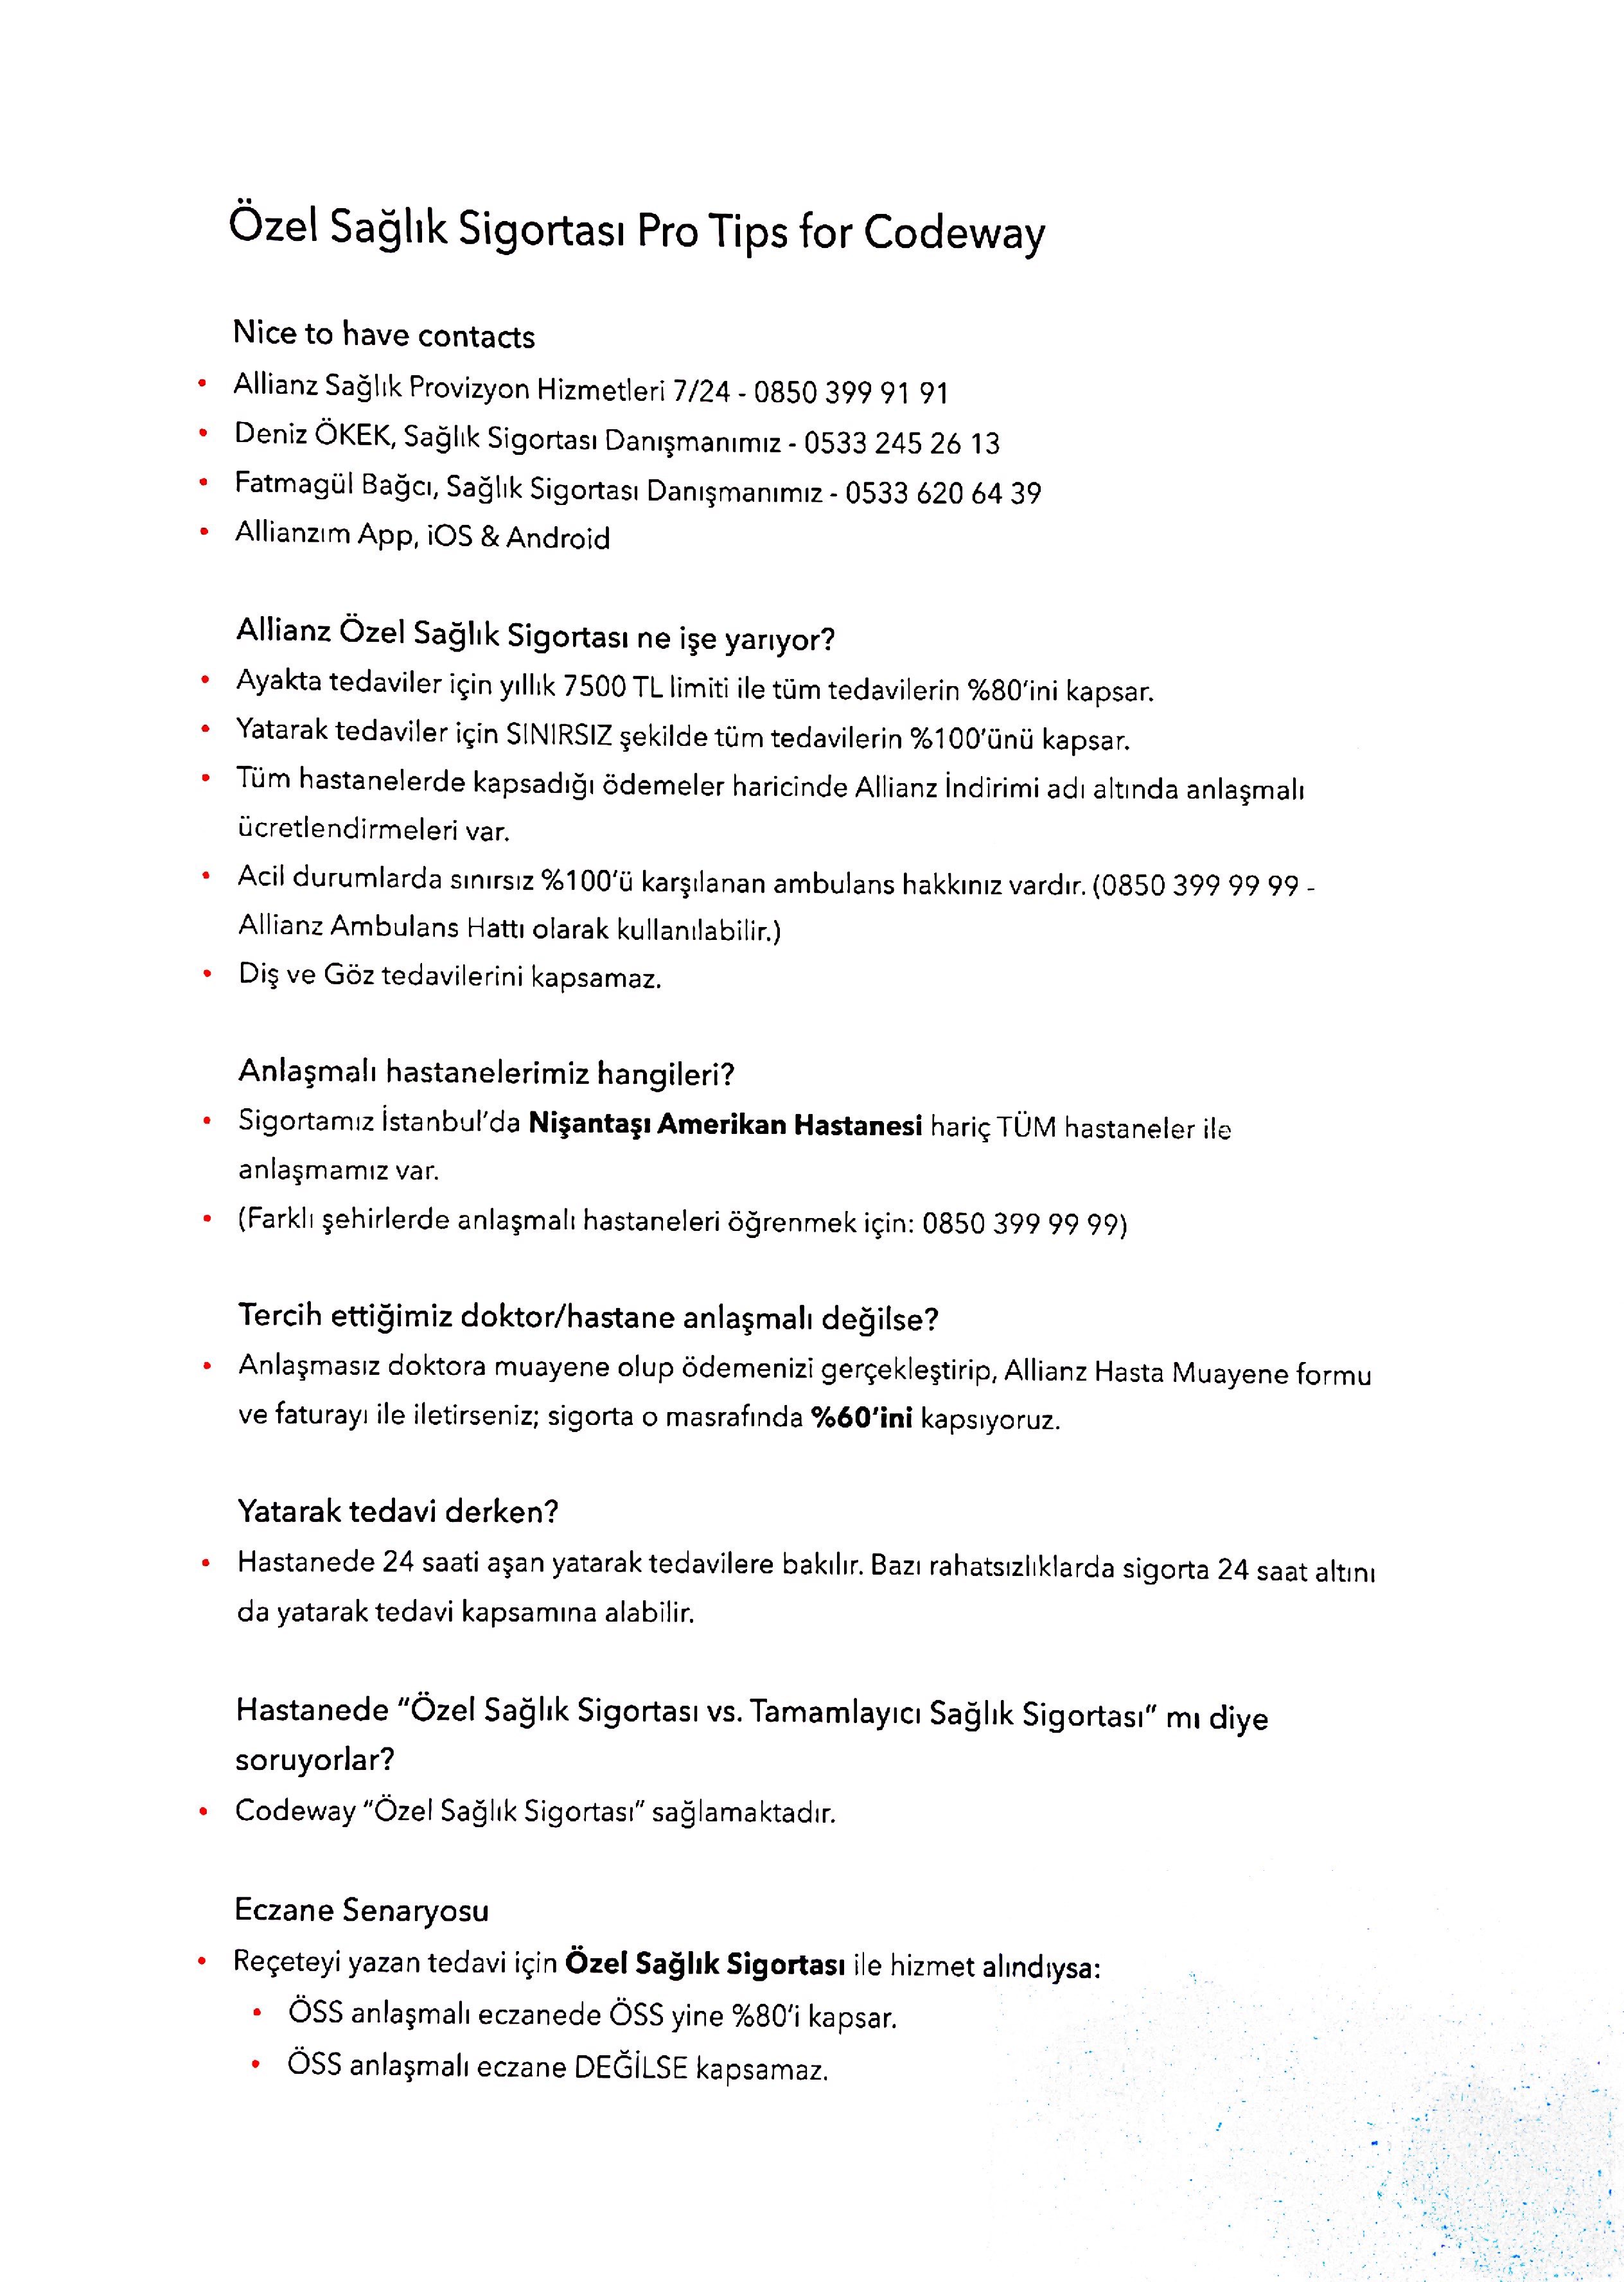 Özel Sağlık Sigortası Pro Tips for Codeway
Nice to have contacts
• Allianz Sağlık Provizyon Hizmetleri 7/24 - 0850 399 91 91
• Deniz ÖKEK, Sağlık Sigortası Danışmanımız - 0533 245 26 13
• Fatmagül Bağcı, Sağlık Sigortası Danışmanımız - 0533 620 64 39
• Allianzım App, iOS & Android
Allianz Özel Sağlık Sigortası ne işe yarıyor?
• Ayakta tedaviler için yıllık 7500 TL limiti ile tüm tedavilerin %80'ini kapsar.
• Yatarak tedaviler için SINIRSIZ şekilde tüm tedavilerin %100'ünü kapsar.
• Tüm hastanelerde kapsadığı ödemeler haricinde Allianz İndirimi adı altında anlaşmalı
ücretlendirmeleri var.
• Acil durumlarda sınırsız %100'ü karşılanan ambulans hakkınız vardır. (0850 399 99 99 -
Allianz Ambulans Hattı olarak kullanılabilir.)
• Diş ve Göz tedavilerini kapsamaz.
Anlaşmalı hastanelerimiz hangileri?
• Sigortamız İstanbul'da Nişantaşı Amerikan Hastanesi hariç TÜM hastaneler ile
anlaşmamız var.
• (Farklı şehirlerde anlaşmalı hastaneleri öğrenmek için: 0850 399 99 99)
Tercih ettiğimiz doktor/hastane anlaşmalı değilse?
• Anlaşmasız doktora muayene olup ödemenizi gerçekleştirip, Allianz Hasta Muayene formu
ve faturayı ile iletirseniz; sigorta o masrafında %60'ini kapsıyoruz.
Yatarak tedavi derken?
• Hastanede 24 saati aşan yatarak tedavilere bakılır. Bazı rahatsızlıklarda sigorta 24 saat altını
da yatarak tedavi kapsamına alabilir.
Hastanede "Özel Sağlık Sigortası vs. Tamamlayıcı Sağlık Sigortası" mı diye
soruyorlar?
• Codeway "Özel Sağlık Sigortası" sağlamaktadır.
Eczane Senaryosu
• Reçeteyi yazan tedavi için Özel Sağlık Sigortası ile hizmet alındıysa:
• ÖSS anlaşmalı eczanede ÖSS yine %80'i kapsar.
• ÖSS anlaşmalı eczane DEĞİLSE kapsamaz.